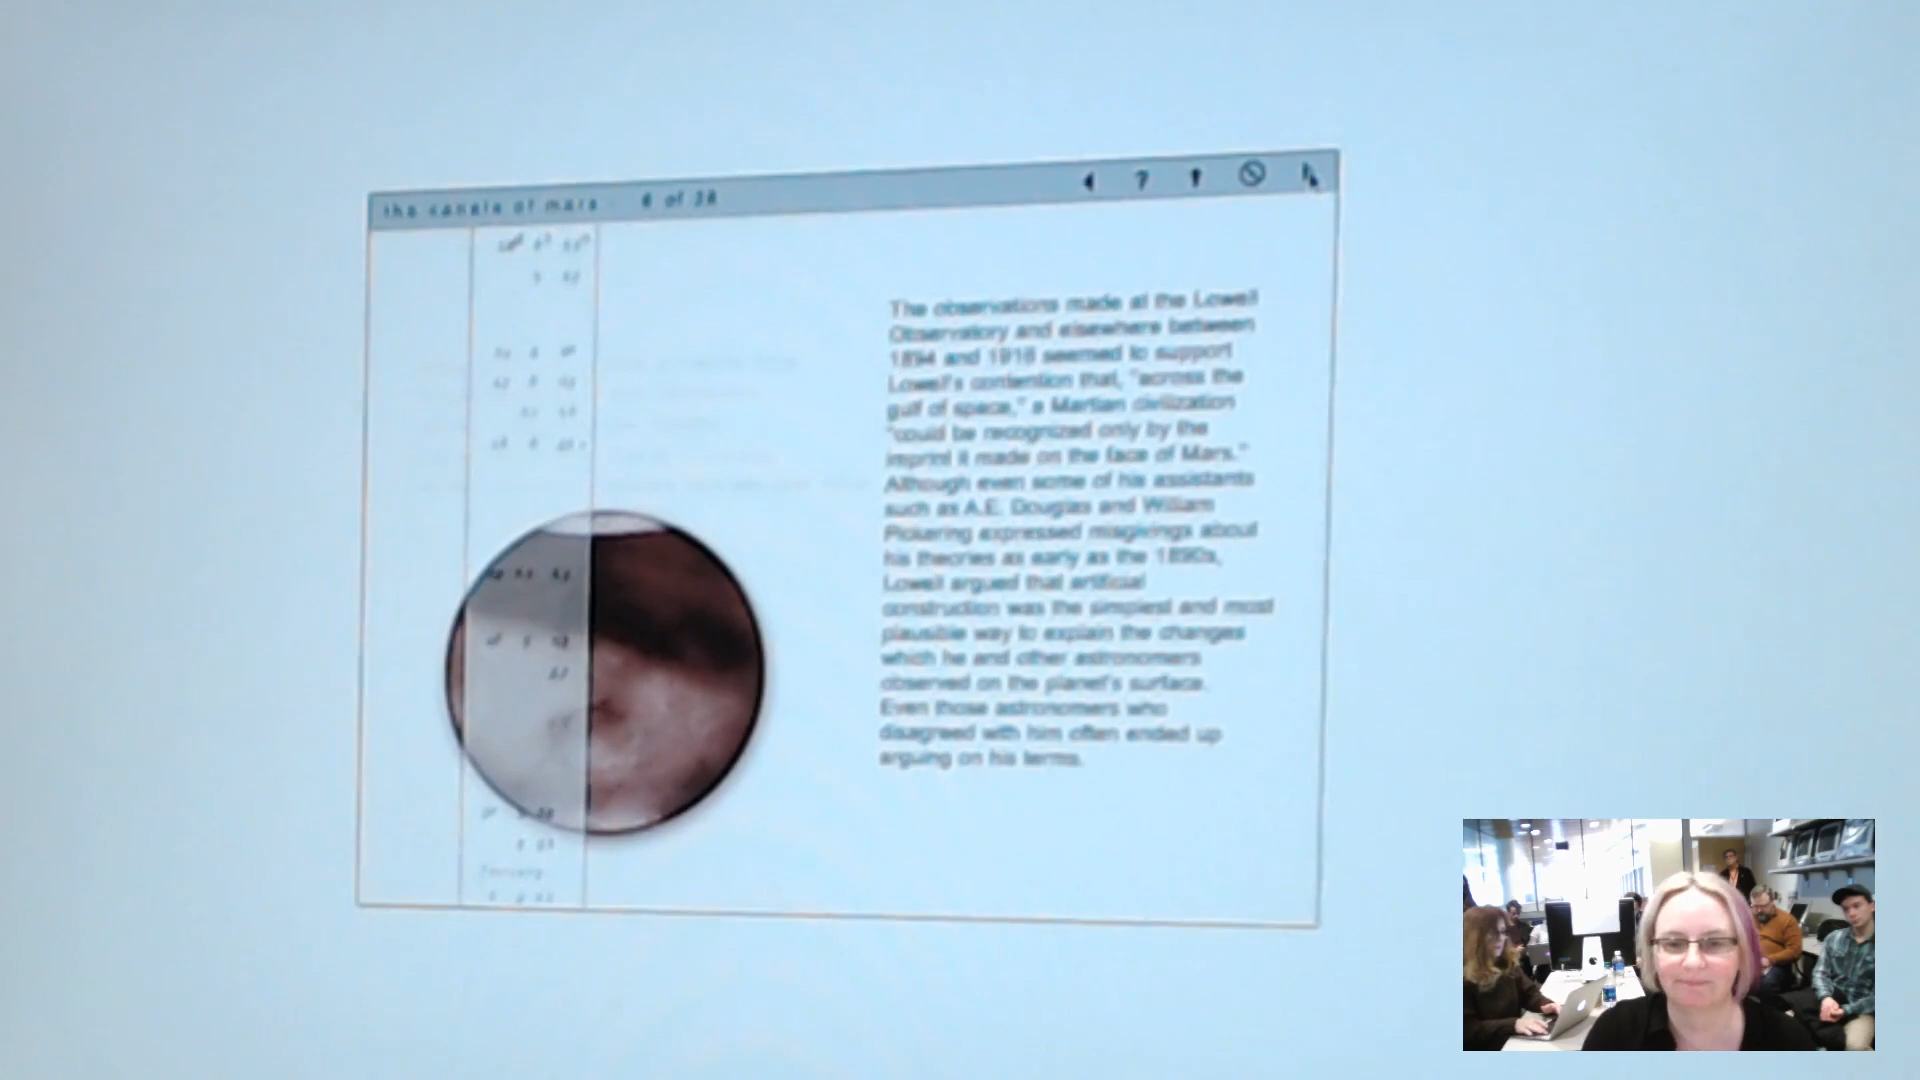 the canals of mars 6 of 38
?
The observations made at the Lowell
Observatory and elsewhere between
1894 and 1916 seemed to support
Lowell's contention that, "across the
gulf of space," a Martian civilization
"could be recognized only by the
imprint it made on the face of Mars."
Although even some of his assistants
such as A.E. Douglas and William
Pickering expressed misgivings about
his theories as early as the 1890s,
Lowell argued that artificial
construction was the simplest and most
plausible way to explain the changes
which he and other astronomers
observed on the planet's surface.
Even those astronomers who
disagreed with him often ended up
arguing on his terms.